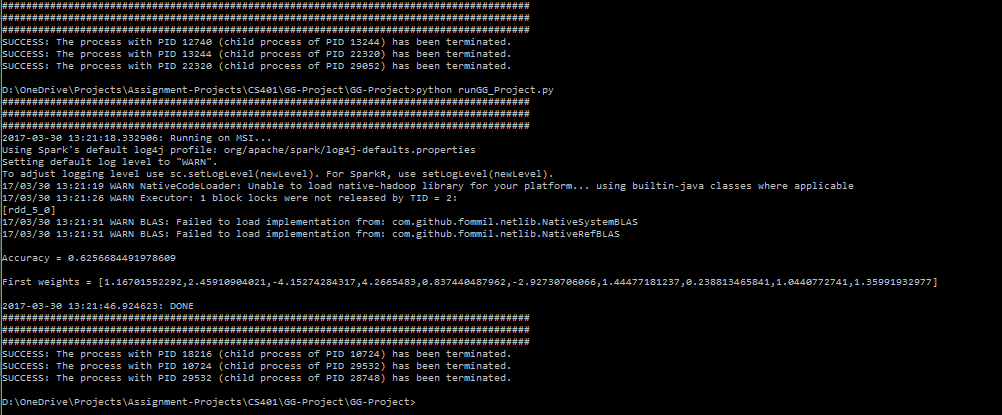 ########################################################################################
########################################################################################
########################################################################################
SUCCESS: The process with PID 12740 (child process of PID 13244) has been terminated.
SUCCESS: The process with PID 13244 (child process of PID 22320) has been terminated.
SUCCESS: The process with PID 22320 (child process of PID 29052) has been terminated.
D:\OneDrive\Projects\Assignment-Projects\CS401\GG-Project\GG-Project>python runGG_Project.py
########################################################################################
########################################################################################
########################################################################################
2017-03-30 13:21:18.332906: Running on MSI...
Using Spark's default log4j profile: org/apache/spark/log4j-defaults.properties
Setting default log level to "WARN".
To adjust logging level use sc.setLogLevel(newLevel). For SparkR, use setLogLevel(newLevel).
17/03/30 13:21:19 WARN NativeCodeLoader: Unable to load native-hadoop library for your platform... using builtin-java classes where applicable
17/03/30 13:21:26 WARN Executor: 1 block locks were not released by TID = 2:
[rdd_5_0]
17/03/30 13:21:31 WARN BLAS: Failed to load implementation from: com.github.fommil.netlib.NativeSystemBLAS
17/03/30 13:21:31 WARN BLAS: Failed to load implementation from: com.github.fommil.netlib.NativeRefBLAS
Accuracy = 0.6256684491978609
First weights = [1.16701552292,2.45910904021,-4.15274284317,4.2665483,0.837440487962,-2.92730706066,1.44477181237,0.238813465841,1.0440772741,1.35991932977]
2017-03-30 13:21:46.924623: DONE
########################################################################################
########################################################################################
########################################################################################
SUCCESS: The process with PID 18216 (child process of PID 10724) has been terminated.
SUCCESS: The process with PID 10724 (child process of PID 29532) has been terminated.
SUCCESS: The process with PID 29532 (child process of PID 28748) has been terminated.
D:\OneDrive\Projects\Assignment-Projects\CS401\GG-Project\GG-Project>